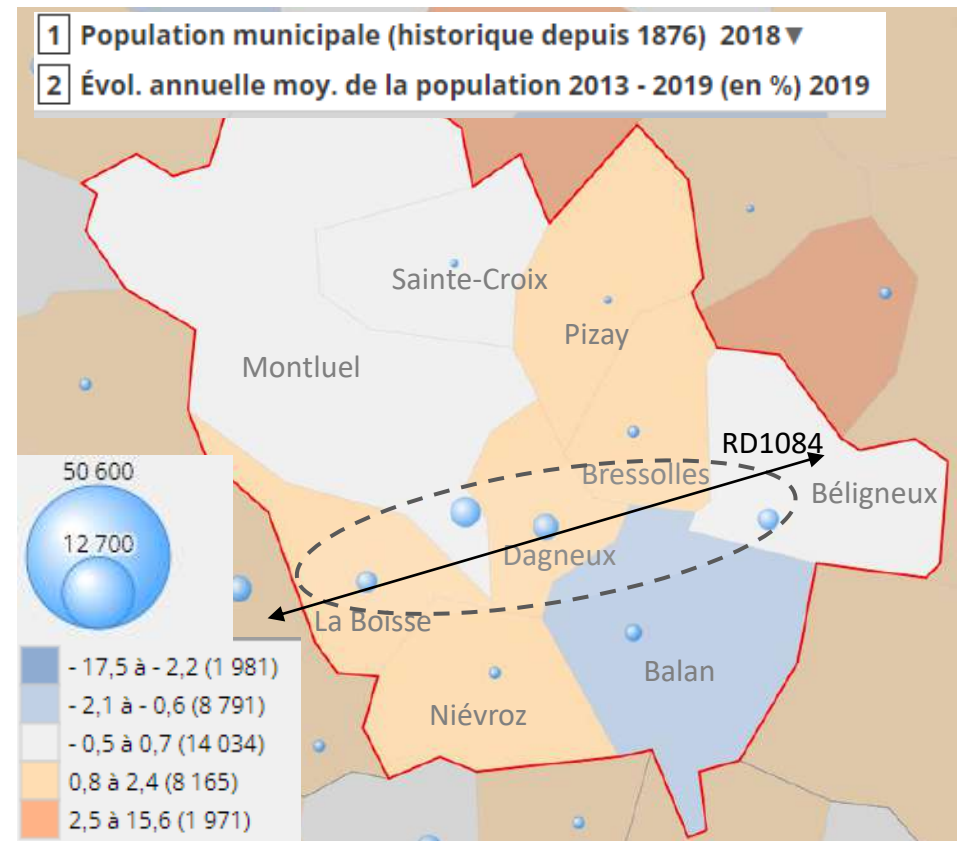 1 Population municipale (historique depuis 1876) 2018 ▼
2 Évol. annuelle moy. de la population 2013 - 2019 (en %) 2019
Sainte-Croix
Pizay
Montluel
RD1084
Bressolles
Béligneux
Dagneux
La Boisse
Balan
Niévroz
50 600
12 700
- 17,5 à - 2,2 (1 981)
- 2,1 à - 0,6 (8 791)
- 0,5 à 0,7 (14 034)
0,8 à 2,4 (8 165)
2,5 à 15,6 (1 971)